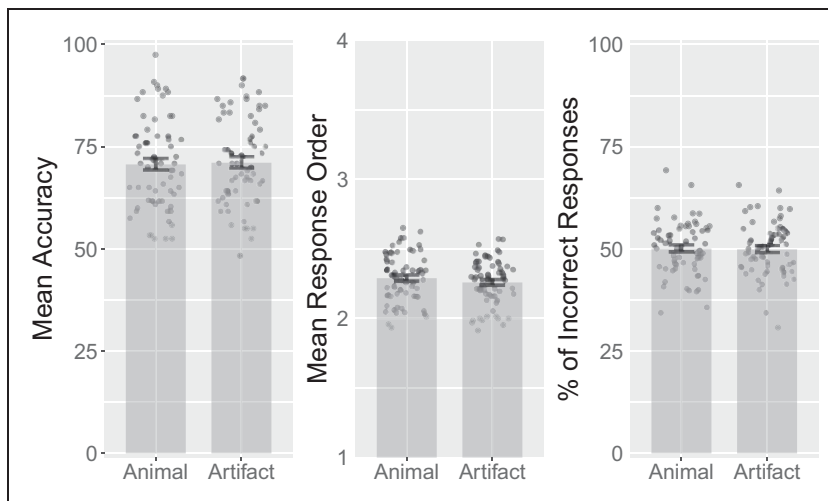 Mean Accuracy
100
75
50
25
0
Animal
Artifact
Mean Response Order
4
3
2
1
Animal
Artifact
% of Incorrect Responses
100
75
50
25
0
Animal
Artifact